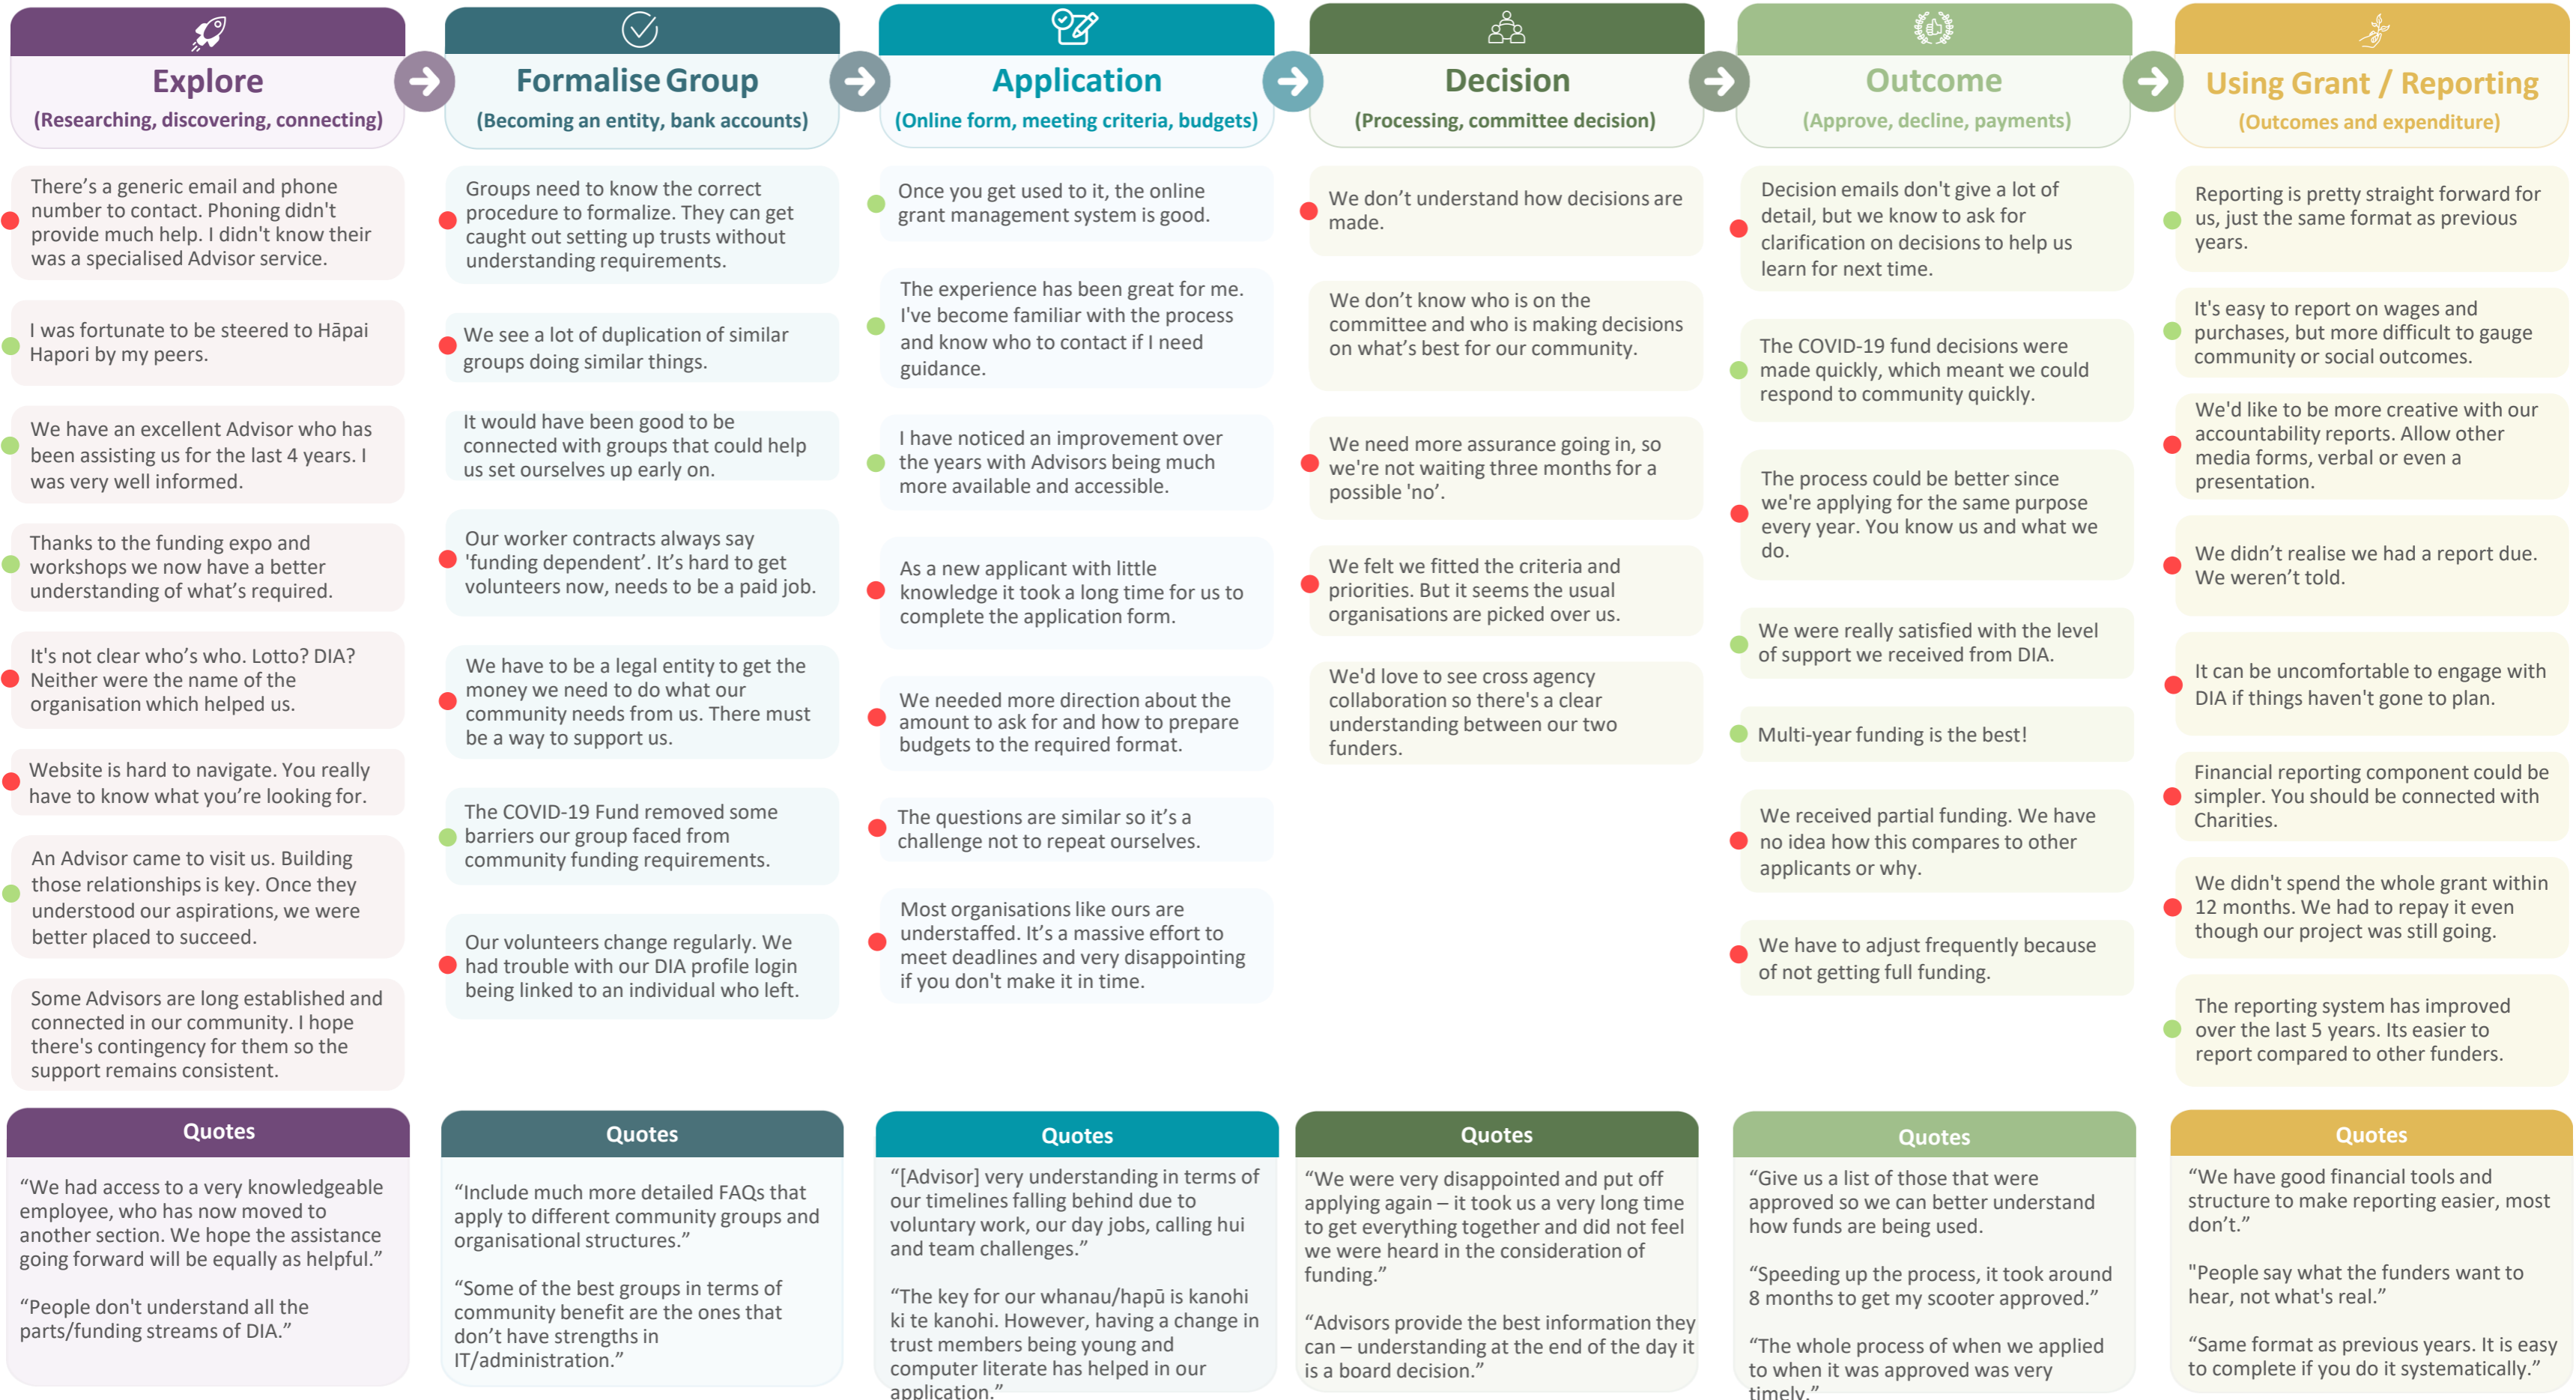 Explore
(Researching, discovering, connecting)
There's a generic email and phone
number to contact. Phoning didn't
provide much help. I didn't know their
was a specialised Advisor service.
I was fortunate to be steered to Hāpai
Hapori by my peers.
We have an excellent Advisor who has
been assisting us for the last 4 years. I
was very well informed.
Thanks to the funding expo and
workshops we now have a better
understanding of what's required.
It's not clear who's who. Lotto? DIA?
Neither were the name of the
organisation which helped us.
Website is hard to navigate. You really
have to know what you're looking for.
An Advisor came to visit us. Building
those relationships is key. Once they
understood our aspirations, we were
better placed to succeed.
Some Advisors are long established and
connected in our community. I hope
there's contingency for them so the
support remains consistent.
Quotes
“We had access to a very knowledgeable
employee, who has now moved to
another section. We hope the assistance
going forward will be equally as helpful.”
“People don't understand all the
parts/funding streams of DIA.”
Formalise Group
(Becoming an entity, bank accounts)
Groups need to know the correct
procedure to formalize. They can get
caught out setting up trusts without
understanding requirements.
We see a lot of duplication of similar
groups doing similar things.
It would have been good to be
connected with groups that could help
us set ourselves up early on.
Our worker contracts always say
'funding dependent'. It's hard to get
volunteers now, needs to be a paid job.
We have to be a legal entity to get the
money we need to do what our
community needs from us. There must
be a way to support us.
The COVID-19 Fund removed some
barriers our group faced from
community funding requirements.
Our volunteers change regularly. We
had trouble with our DIA profile login
being linked to an individual who left.
Quotes
“Include much more detailed FAQs that
apply to different community groups and
organisational structures.”
“Some of the best groups in terms of
community benefit are the ones that
don't have strengths in
IT/administration.”
Application
(Online form, meeting criteria, budgets)
Once you get used to it, the online
grant management system is good.
The experience has been great for me.
I've become familiar with the process
and know who to contact if I need
guidance.
I have noticed an improvement over
the years with Advisors being much
more available and accessible.
As a new applicant with little
knowledge it took a long time for us to
complete the application form.
We needed more direction about the
amount to ask for and how to prepare
budgets to the required format.
The questions are similar so it's a
challenge not to repeat ourselves.
Most organisations like ours are
understaffed. It's a massive effort to
meet deadlines and very disappointing
if you don't make it in time.
Quotes
“[Advisor] very understanding in terms of
our timelines falling behind due to
voluntary work, our day jobs, calling hui
and team challenges.”
“The key for our whanau/hapū is kanohi
ki te kanohi. However, having a change in
trust members being young and
computer literate has helped in our
application.”
Decision
(Processing, committee decision)
We don't understand how decisions are
made.
We don't know who is on the
committee and who is making decisions
on what's best for our community.
We need more assurance going in, so
we're not waiting three months for a
possible 'no'.
We felt we fitted the criteria and
priorities. But it seems the usual
organisations are picked over us.
We'd love to see cross agency
collaboration so there's a clear
understanding between our two
funders.
Quotes
“We were very disappointed and put off
applying again – it took us a very long time
to get everything together and did not feel
we were heard in the consideration of
funding.”
“Advisors provide the best information they
can – understanding at the end of the day it
is a board decision.”
Outcome
(Approve, decline, payments)
Decision emails don't give a lot of
detail, but we know to ask for
clarification on decisions to help us
learn for next time.
The COVID-19 fund decisions were
made quickly, which meant we could
respond to community quickly.
The process could be better since
we're applying for the same purpose
every year. You know us and what we
do.
We were really satisfied with the level
of support we received from DIA.
Multi-year funding is the best!
We received partial funding. We have
no idea how this compares to other
applicants or why.
We have to adjust frequently because
of not getting full funding.
Quotes
“Give us a list of those that were
approved so we can better understand
how funds are being used.
“Speeding up the process, it took around
8 months to get my scooter approved.”
“The whole process of when we applied
to when it was approved was very
timely.”
Using Grant / Reporting
(Outcomes and expenditure)
Reporting is pretty straight forward for
us, just the same format as previous
years.
It's easy to report on wages and
purchases, but more difficult to gauge
community or social outcomes.
We'd like to be more creative with our
accountability reports. Allow other
media forms, verbal or even a
presentation.
We didn't realise we had a report due.
We weren't told.
It can be uncomfortable to engage with
DIA if things haven't gone to plan.
Financial reporting component could be
simpler. You should be connected with
Charities.
We didn't spend the whole grant within
12 months. We had to repay it even
though our project was still going.
The reporting system has improved
over the last 5 years. Its easier to
report compared to other funders.
Quotes
“We have good financial tools and
structure to make reporting easier, most
don't.”
"People say what the funders want to
hear, not what's real.”
“Same format as previous years. It is easy
to complete if you do it systematically.”